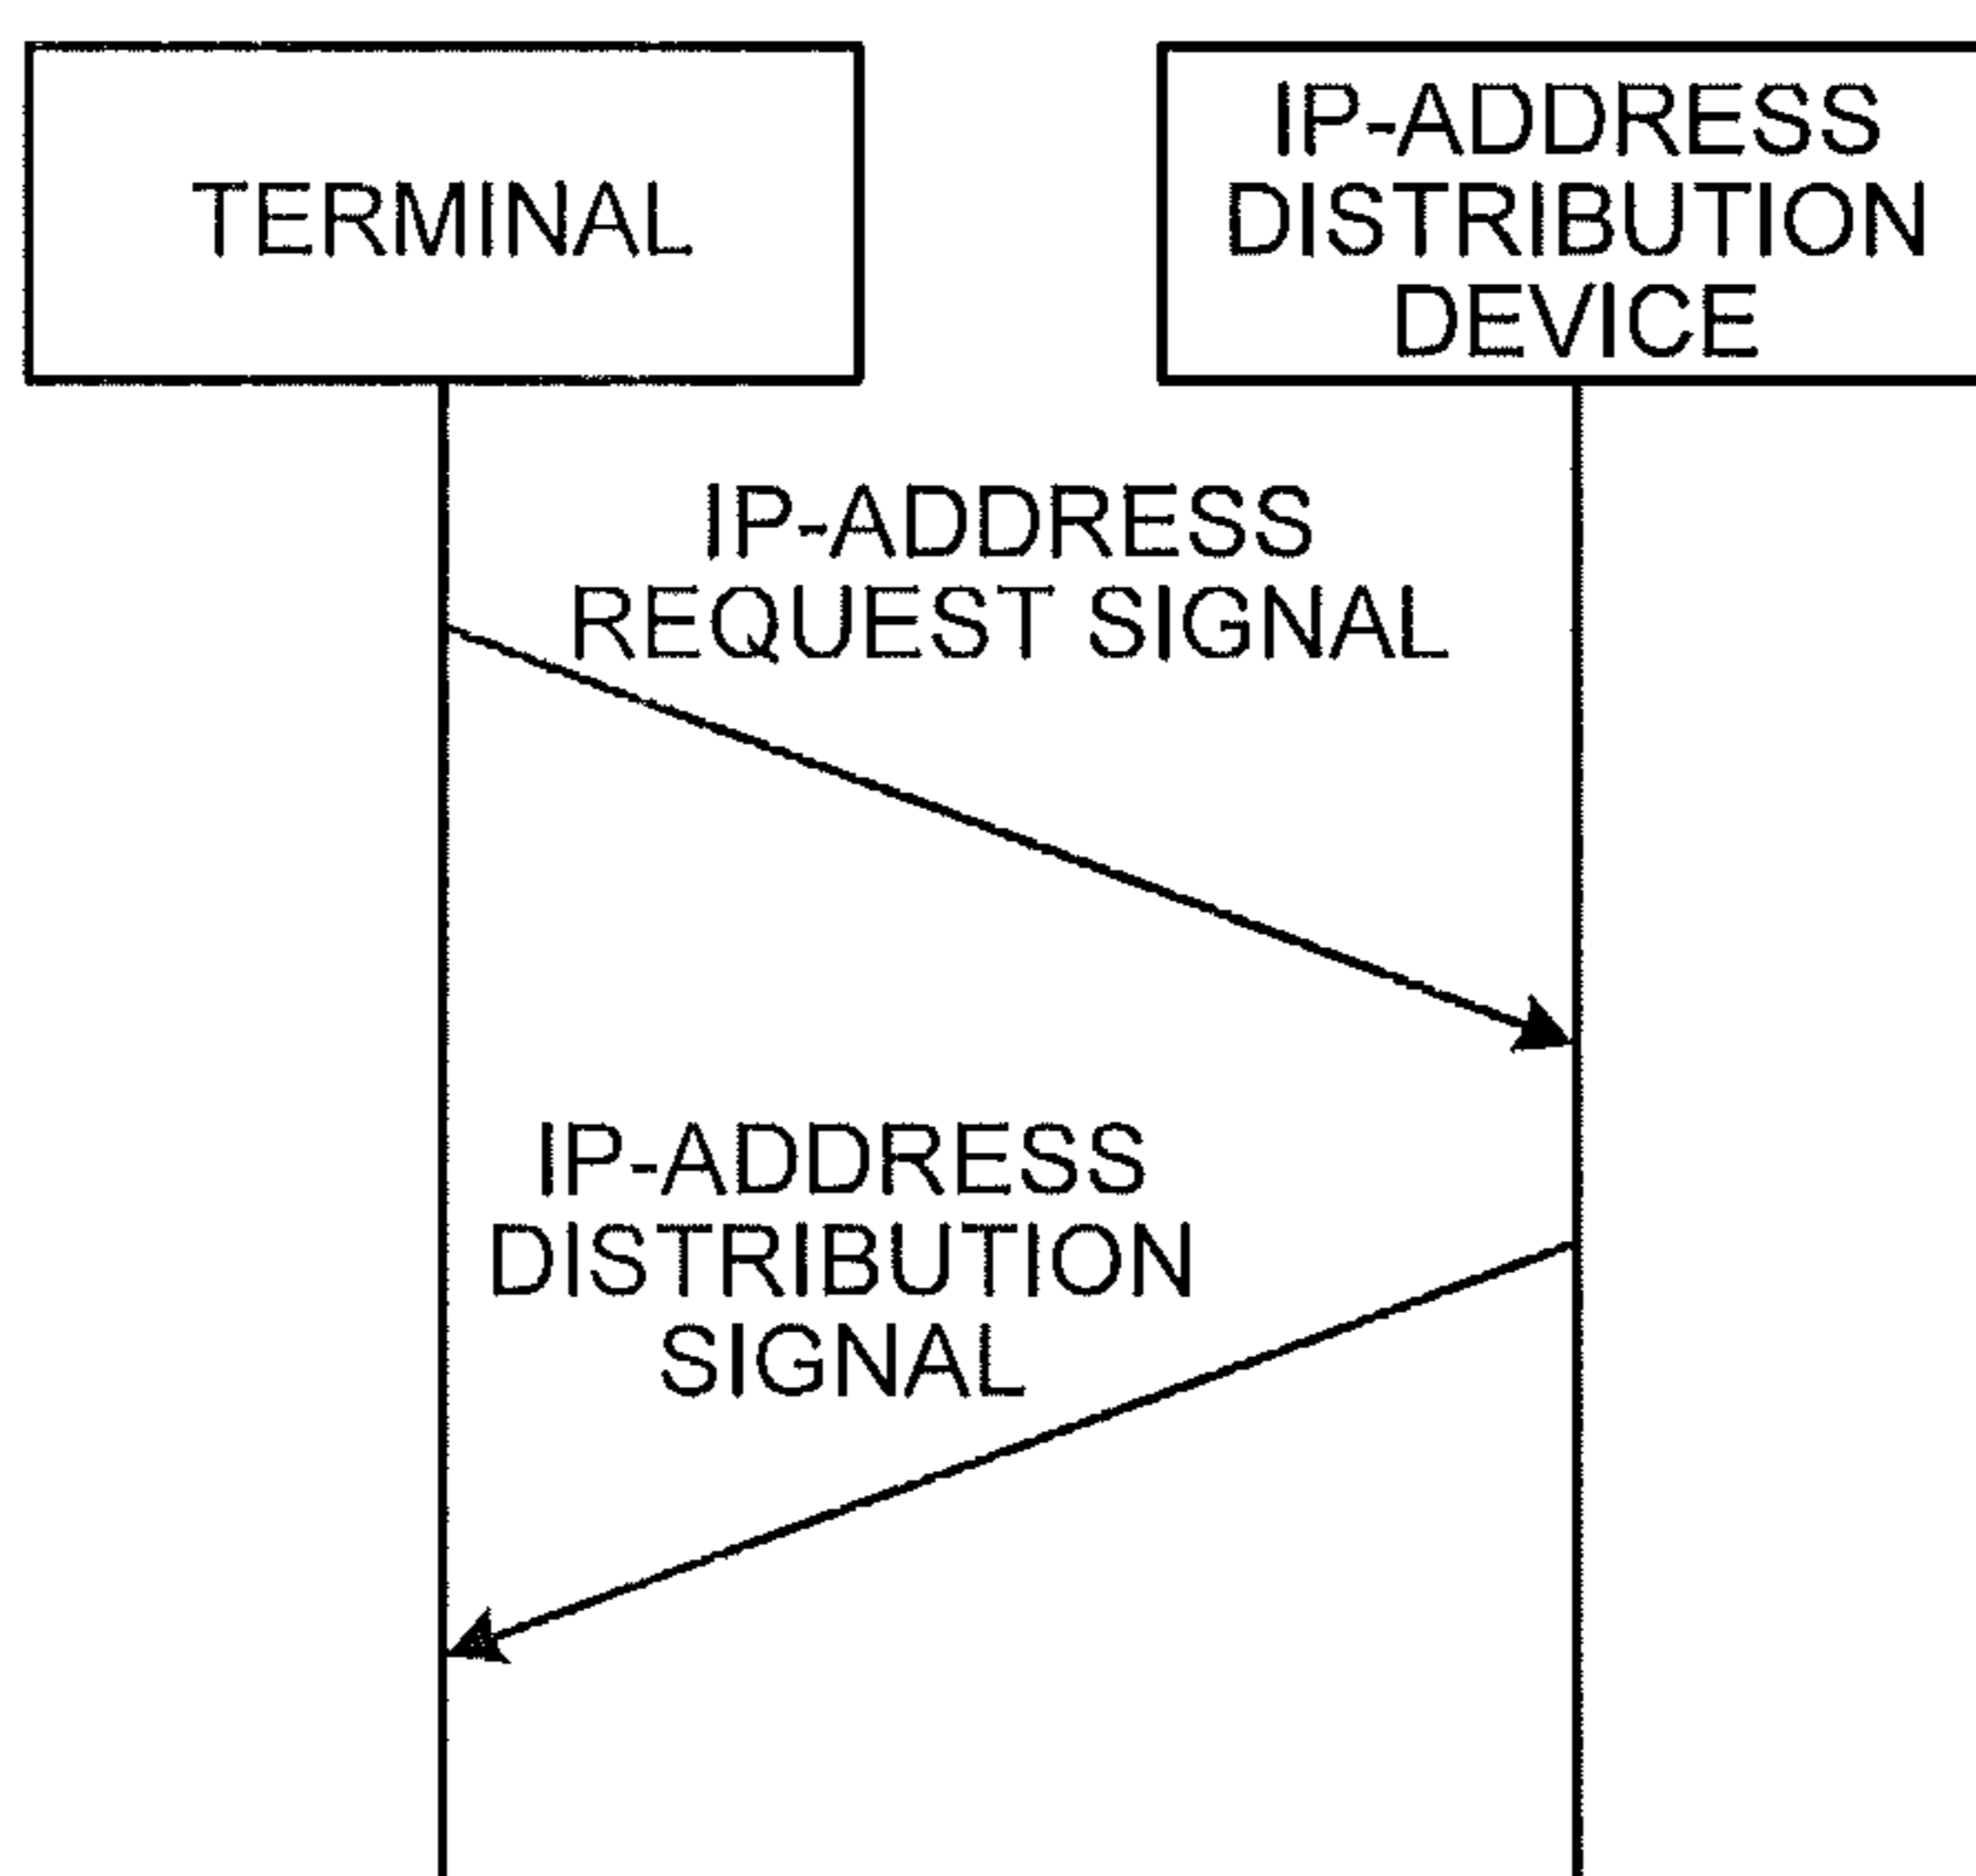 TERMINAL
IP-ADDRESS
DISTRIBUTION
DEVICE
IP-ADDRESS
REQUEST SIGNAL
IP-ADDRESS
DISTRIBUTION
SIGNAL